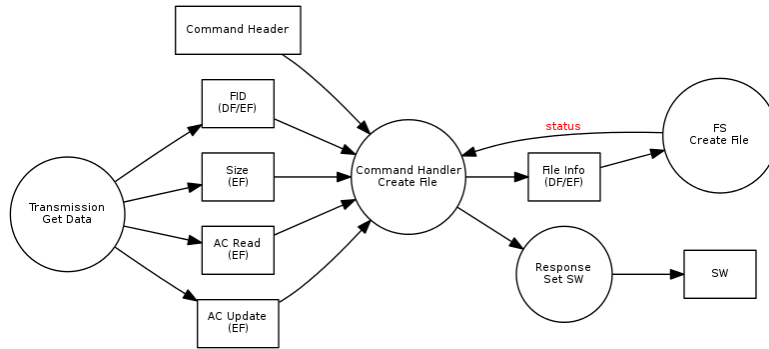 Command Header
FID
(DF/EF)
Size
(EF)
AC Read
(EF)
AC Update
(EF)
Transmission
Get Data
Command Handler
Create File
status
File Info
(DF/EF)
FS
Create File
Response
Set SW
SW